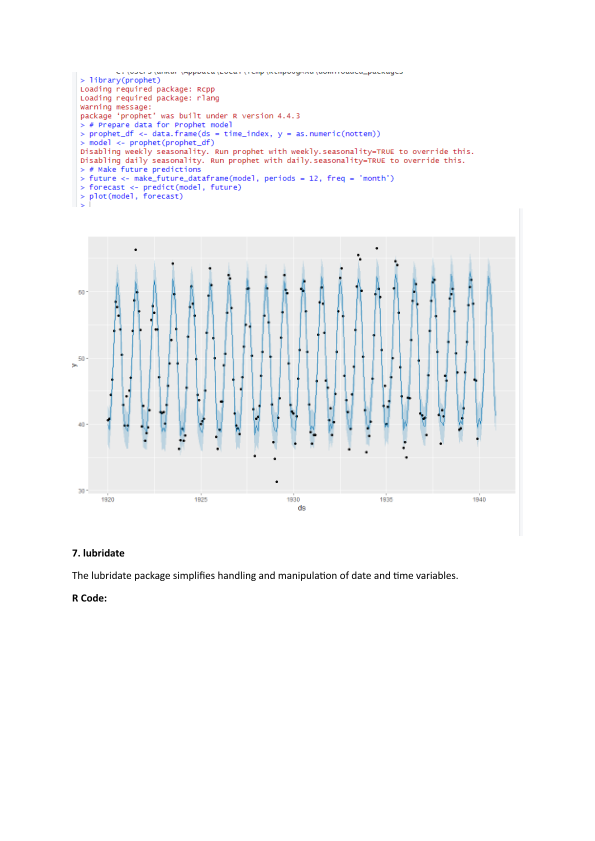 > library(prophet)
Loading required package: Rcpp
Loading required package: rlang
Warning message:
package 'prophet' was built under R version 4.4.3
> # Prepare data for Prophet model
> prophet_df <- data.frame(ds = time_index, y = as.numeric(nottem))
> model <- prophet(prophet_df)
Disabling weekly seasonality. Run prophet with weekly.seasonality=TRUE to override this.
Disabling daily seasonality. Run prophet with daily.seasonality=TRUE to override this.
> # Make future predictions
> future <- make_future_dataframe(model, periods = 12, freq = 'month')
> forecast <- predict(model, future)
> plot(model, forecast)
>
60
50
y
40
30
1920 1925 1930 1935 1940
ds
7. lubridate
The lubridate package simplifies handling and manipulation of date and time variables.
R Code: